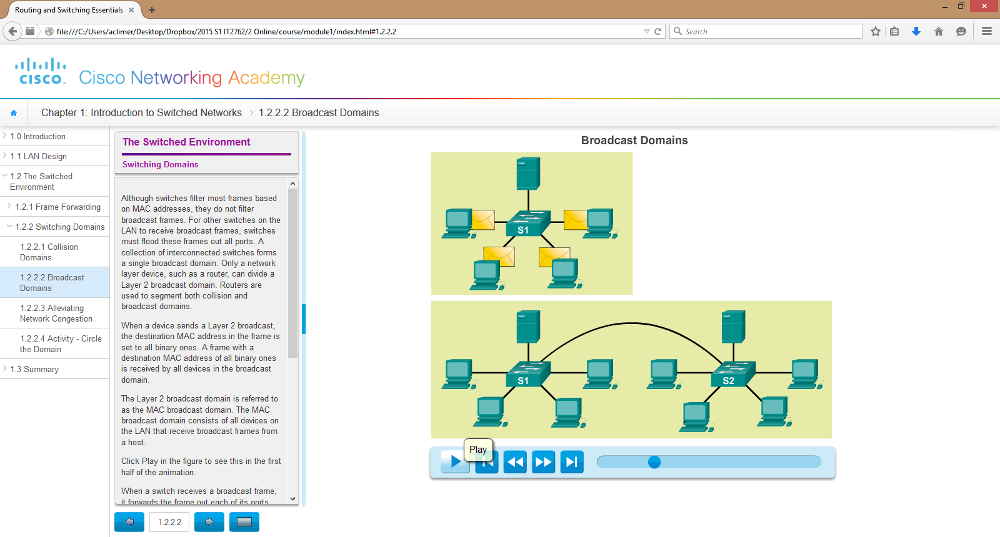 Routing and Switching Essentials
file:///C:/Users/aclimer/Desktop/Dropbox/2015 S1 IT2762/2 Online/course/module1/index.html#1.2.2.2
Search
CISCO.
Cisco Networking Academy
Chapter 1: Introduction to Switched Networks
1.2.2.2 Broadcast Domains
1.0 Introduction
1.1 LAN Design
1.2 The Switched
Environment
1.2.1 Frame Forwarding
1.2.2 Switching Domains
1.2.2.1 Collision
Domains
1.2.2.2 Broadcast
Domains
1.2.2.3 Alleviating
Network Congestion
1.2.2.4 Activity - Circle
the Domain
1.3 Summary
The Switched Environment
Switching Domains
Although switches filter most frames based
on MAC addresses, they do not filter
broadcast frames. For other switches on the
LAN to receive broadcast frames, switches
must flood these frames out all ports. A
collection of interconnected switches forms
a single broadcast domain. Only a network
layer device, such as a router, can divide a
Layer 2 broadcast domain. Routers are
used to segment both collision and
broadcast domains.
When a device sends a Layer 2 broadcast,
the destination MAC address in the frame is
set to all binary ones. A frame with a
destination MAC address of all binary ones
is received by all devices in the broadcast
domain.
The Layer 2 broadcast domain is referred to
as the MAC broadcast domain. The MAC
broadcast domain consists of all devices on
the LAN that receive broadcast frames from
a host.
Click Play in the figure to see this in the first
half of the animation.
When a switch receives a broadcast frame,
it forwards the frame out each of its ports,
1.2.2.2
Broadcast Domains
S1
S1
S2
Play